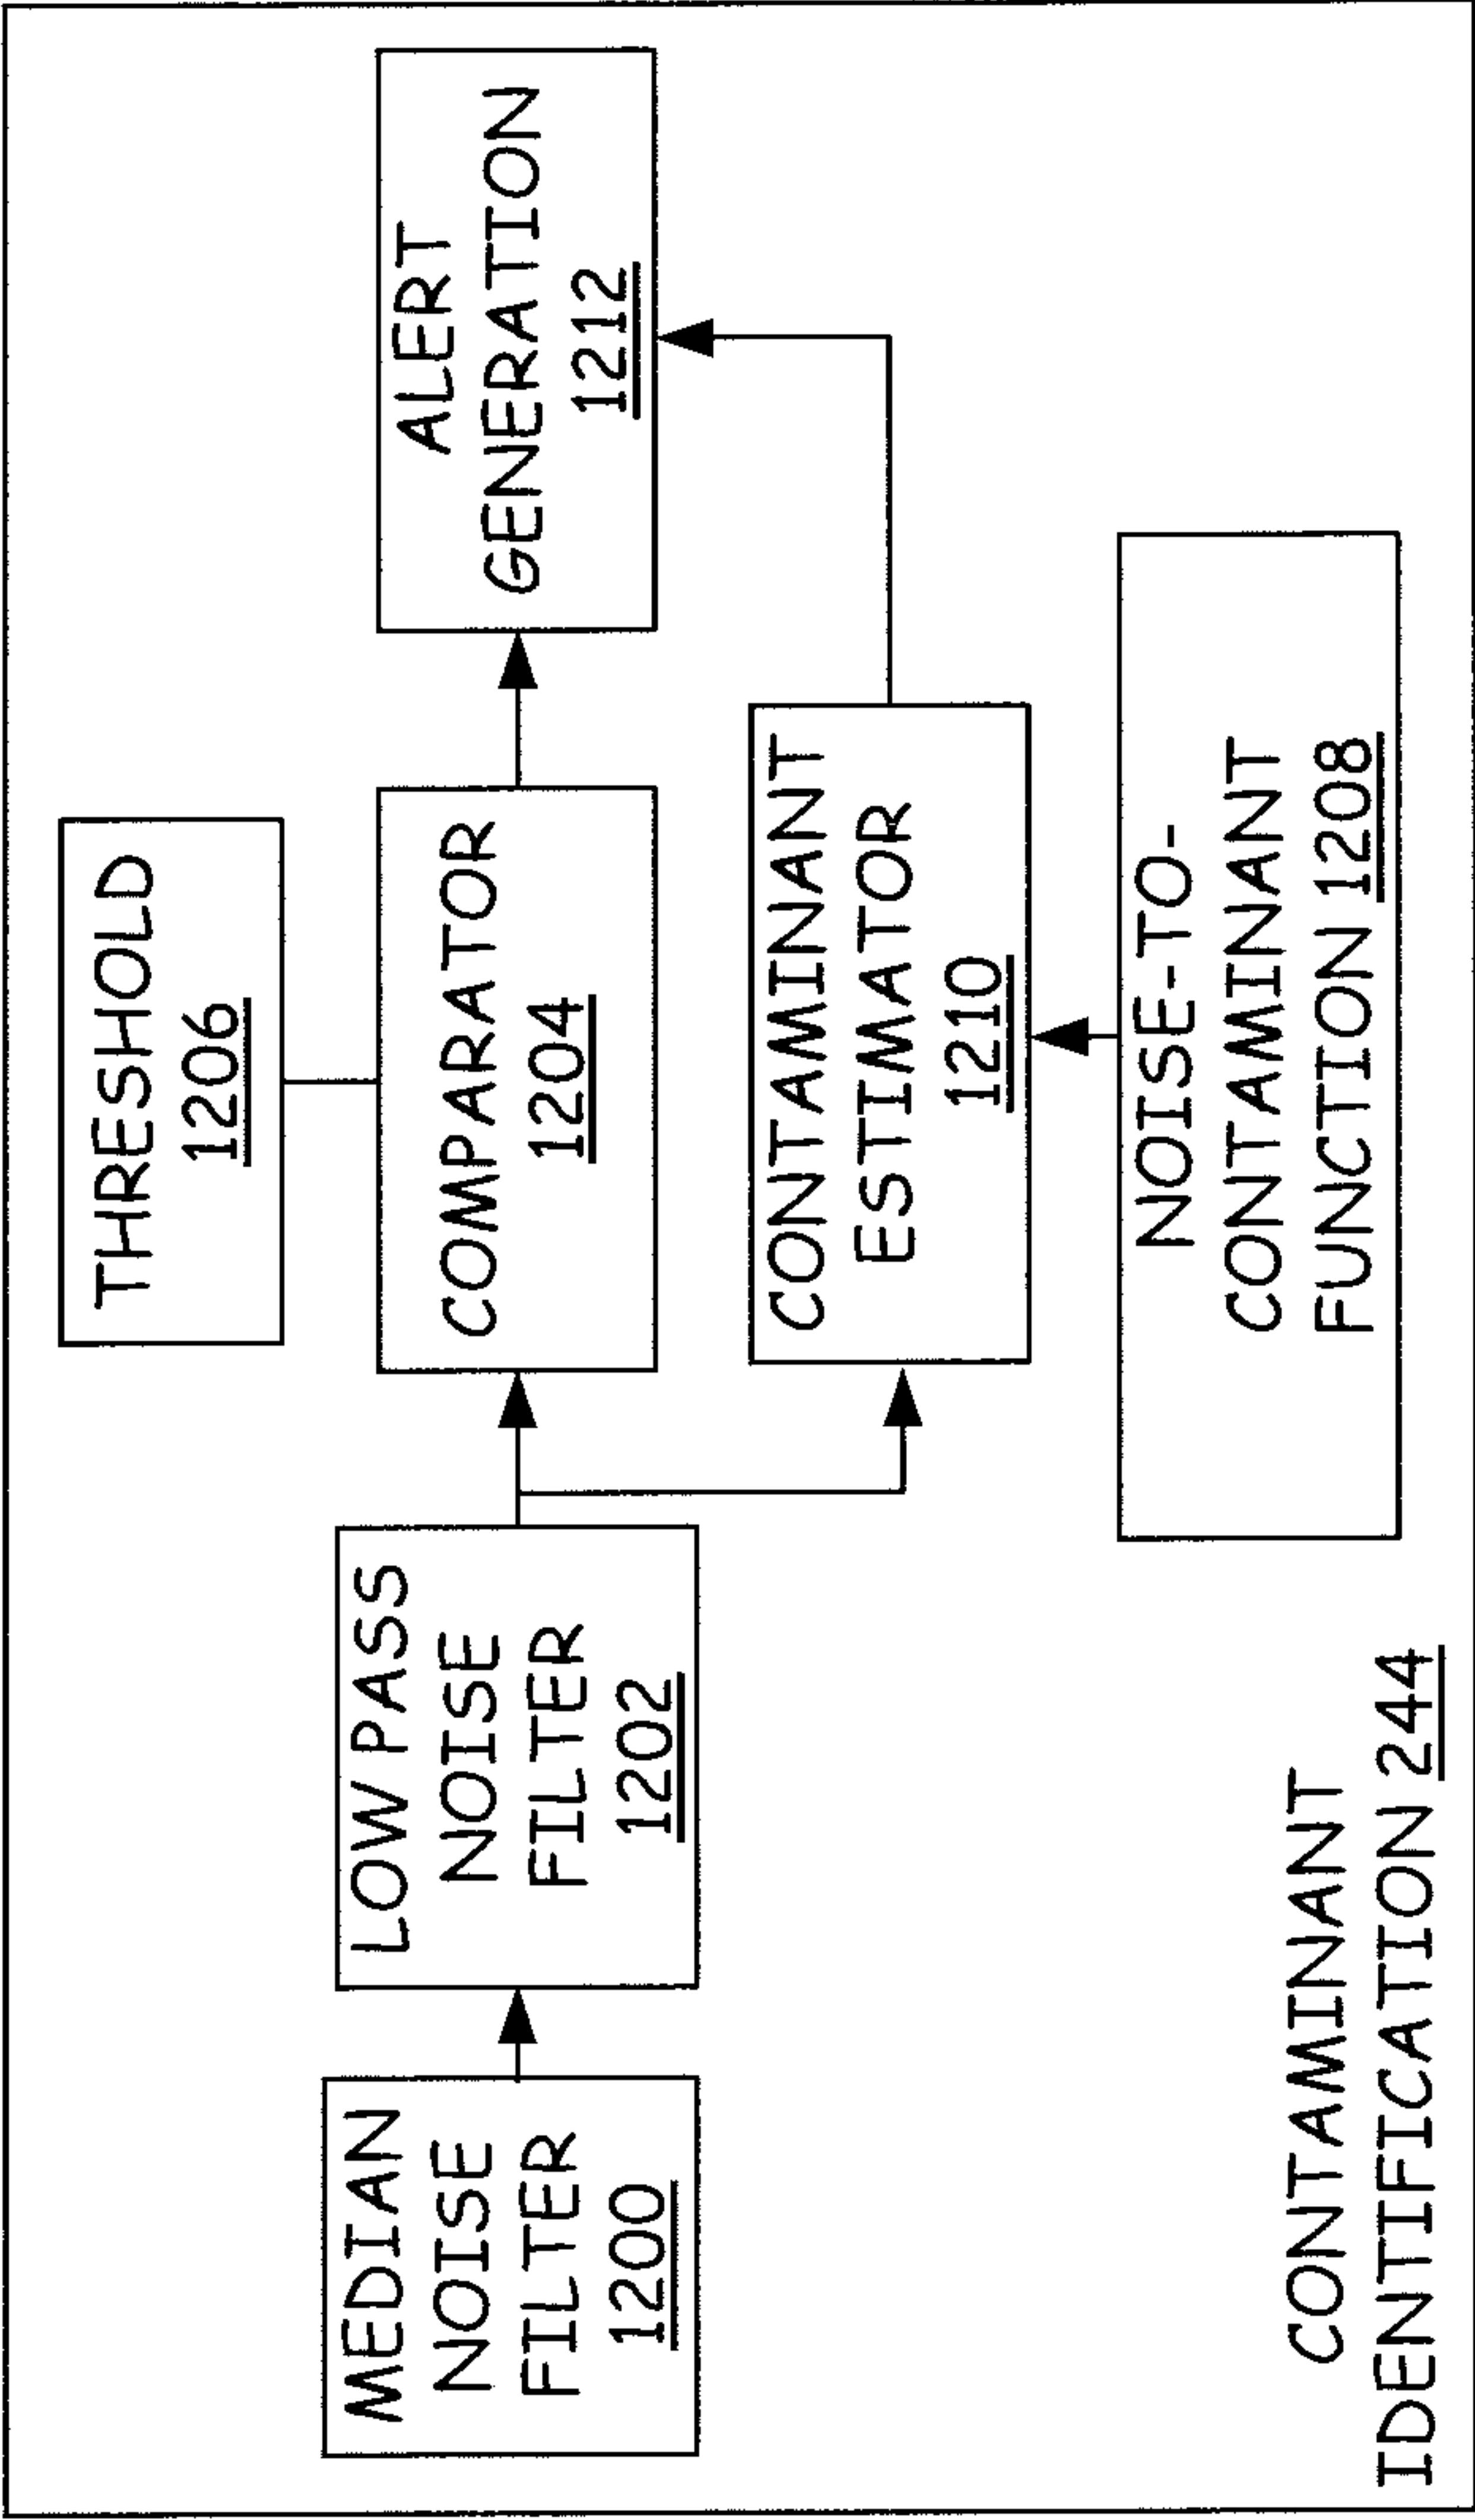 MEDIAN
NOISE
FILTER
1200
LOW PASS
NOISE
FILTER
1202
THRESHOLD
1206
COMPARATOR
1204
ALERT
GENERATION
1212
CONTAMINANT
ESTIMATOR
1210
NOISE-TO-
CONTAMINANT
FUNCTION 1208
CONTAMINANT
IDENTIFICATION 244